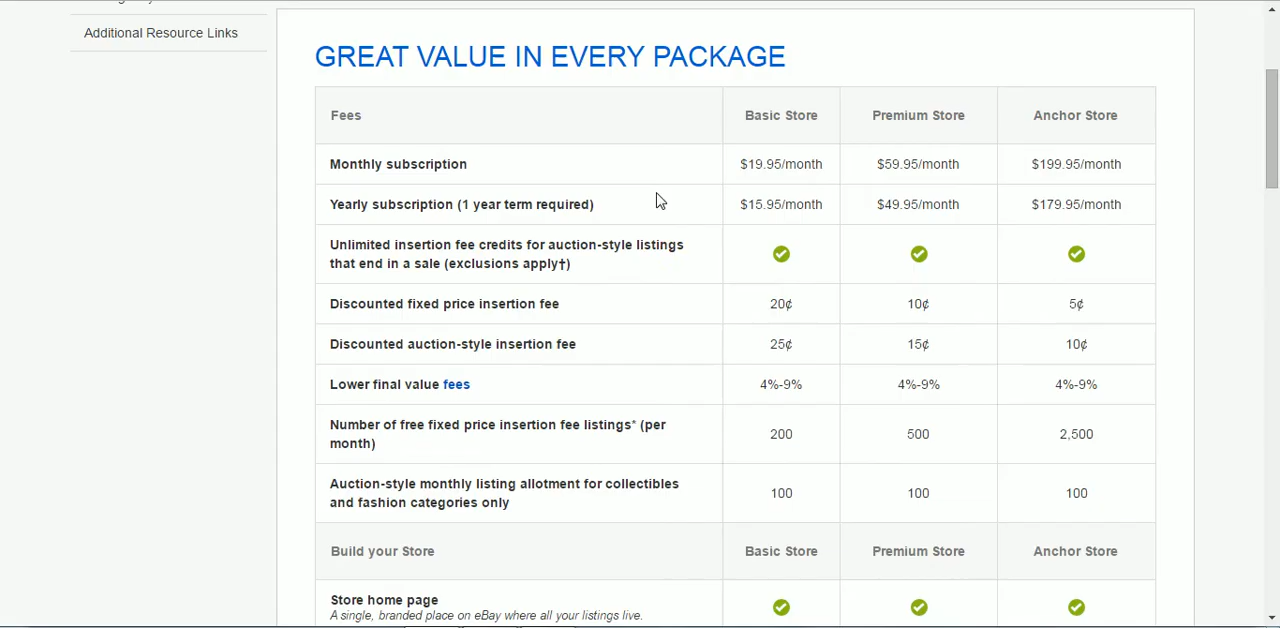 Additional Resource Links
GREAT VALUE IN EVERY PACKAGE
Fees Basic Store Premium Store Anchor Store
Monthly subscription $19.95/month $59.95/month $199.95/month
Yearly subscription (1 year term required) $15.95/month $49.95/month $179.95/month
Unlimited insertion fee credits for auction-style listings
that end in a sale (exclusions apply†)
Discounted fixed price insertion fee 20¢ 10¢ 5¢
Discounted auction-style insertion fee 25¢ 15¢ 10¢
Lower final value fees 4%-9% 4%-9% 4%-9%
Number of free fixed price insertion fee listings* (per
month) 200 500 2,500
Auction-style monthly listing allotment for collectibles
and fashion categories only 100 100 100
Build your Store Basic Store Premium Store Anchor Store
Store home page
A single, branded place on eBay where all your listings live.